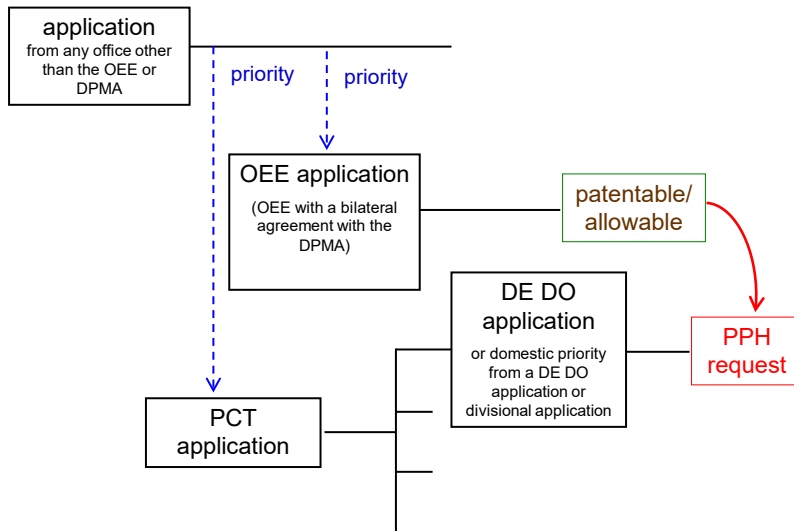 application
from any office other
than the OEE or
DPMA
priority
priority
OEE application
(OEE with a bilateral
agreement with the
DPMA)
patentable/
allowable
DE DO
application
or domestic priority
from a DE DO
application or
divisional application
PPH
request
PCT
application